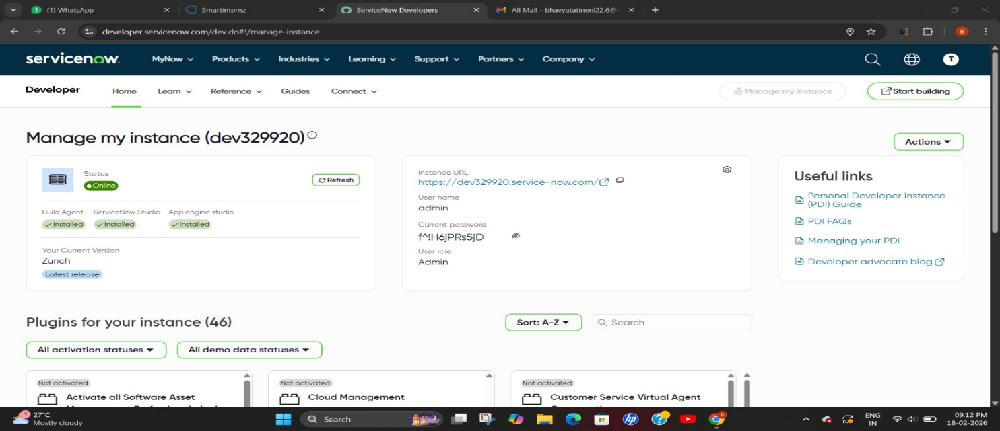 (1) WhatsApp
Smartinternz
ServiceNow Developers
All Mail - bhavyatatineni22.6@g
developer.servicenow.com/dev.do#!/manage-instance
B
servicenow
MyNow
Products
Industries
Learning
Support
Partners
Company
T
Developer
Home
Learn
Reference
Guides
Connect
Manage my instance
Start building
Manage my instance (dev329920)
Actions
Status
Online
Refresh
Build Agent
ServiceNow Studio
App engine studio
Installed
Installed
Installed
Your Current Version
Zurich
Latest release
Instance URL
https://dev329920.service-now.com/
User name
admin
Current password
f^!H6jPRs5jD
User role
Admin
Useful links
Personal Developer Instance
(PDI) Guide
PDI FAQs
Managing your PDI
Developer advocate blog
Plugins for your instance (46)
Sort: A-Z
Search
All activation statuses
All demo data statuses
Not activated
Activate all Software Asset
Not activated
Cloud Management
Not activated
Customer Service Virtual Agent
1
27°C
Mostly cloudy
Search
hp
ENG
IN
09:12 PM
18-02-2026